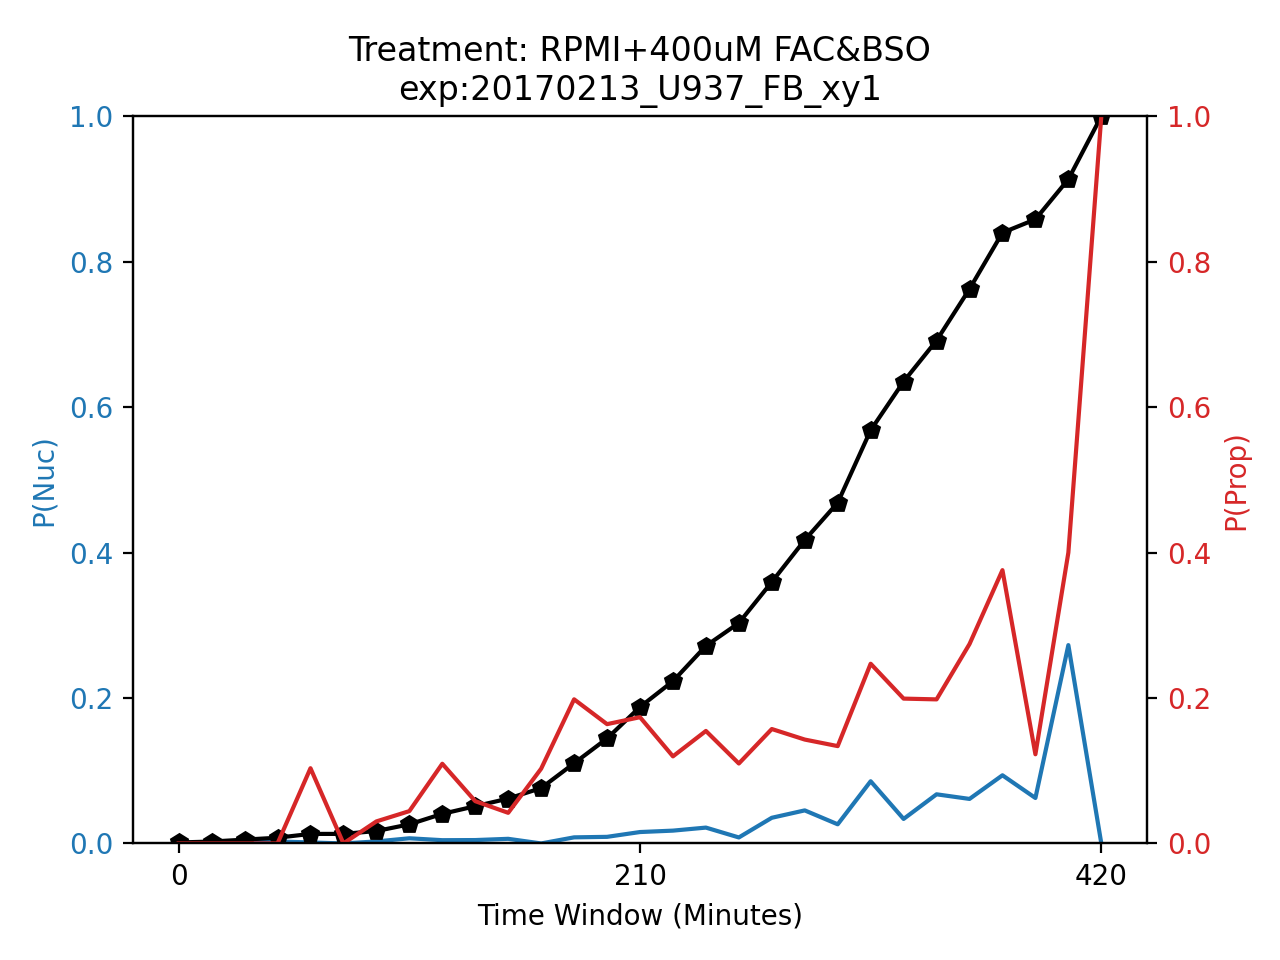 Treatment: RPMI+400uM FAC&BSO
exp:20170213_U937_FB_xy1
1.0
0.8
0.6
0.4
0.2
0.0
P(Nuc)
1.0
0.8
0.6
0.4
0.2
0.0
P(Prop)
0 210 420
Time Window (Minutes)